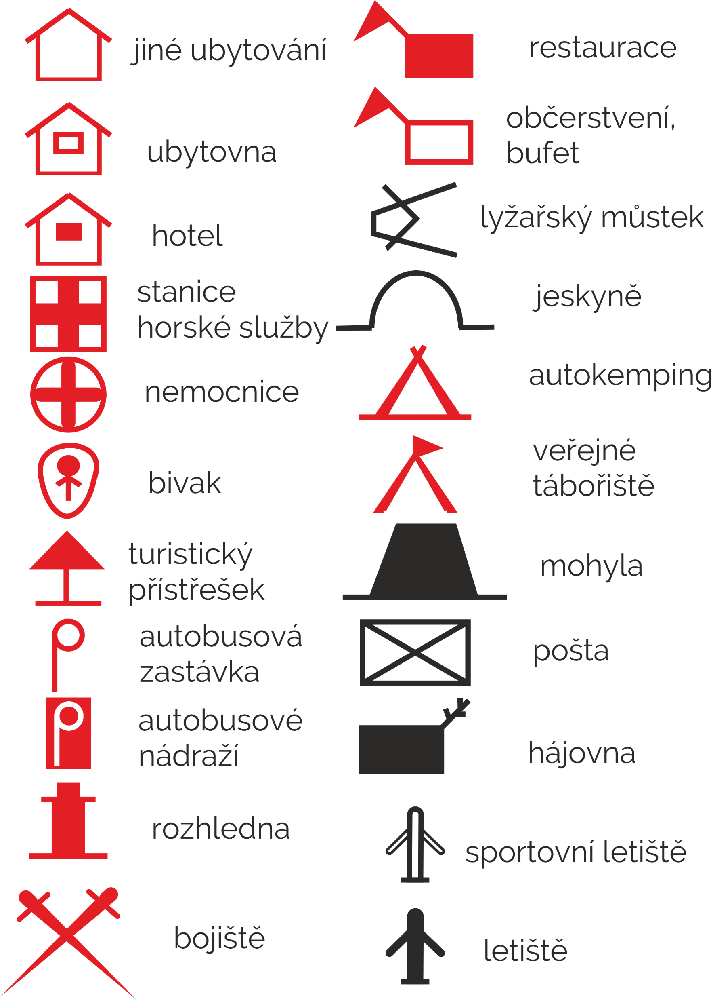 jiné ubytování
ubytovna
hotel
stanice
horské služby
nemocnice
bivak
turistický
přístřešek
autobusová
zastávka
autobusové
nádraží
rozhledna
bojiště
restaurace
občerstvení,
bufet
lyžařský můstek
jeskyně
autokemping
veřejné
tábořiště
mohyla
pošta
hájovna
sportovní letiště
letiště